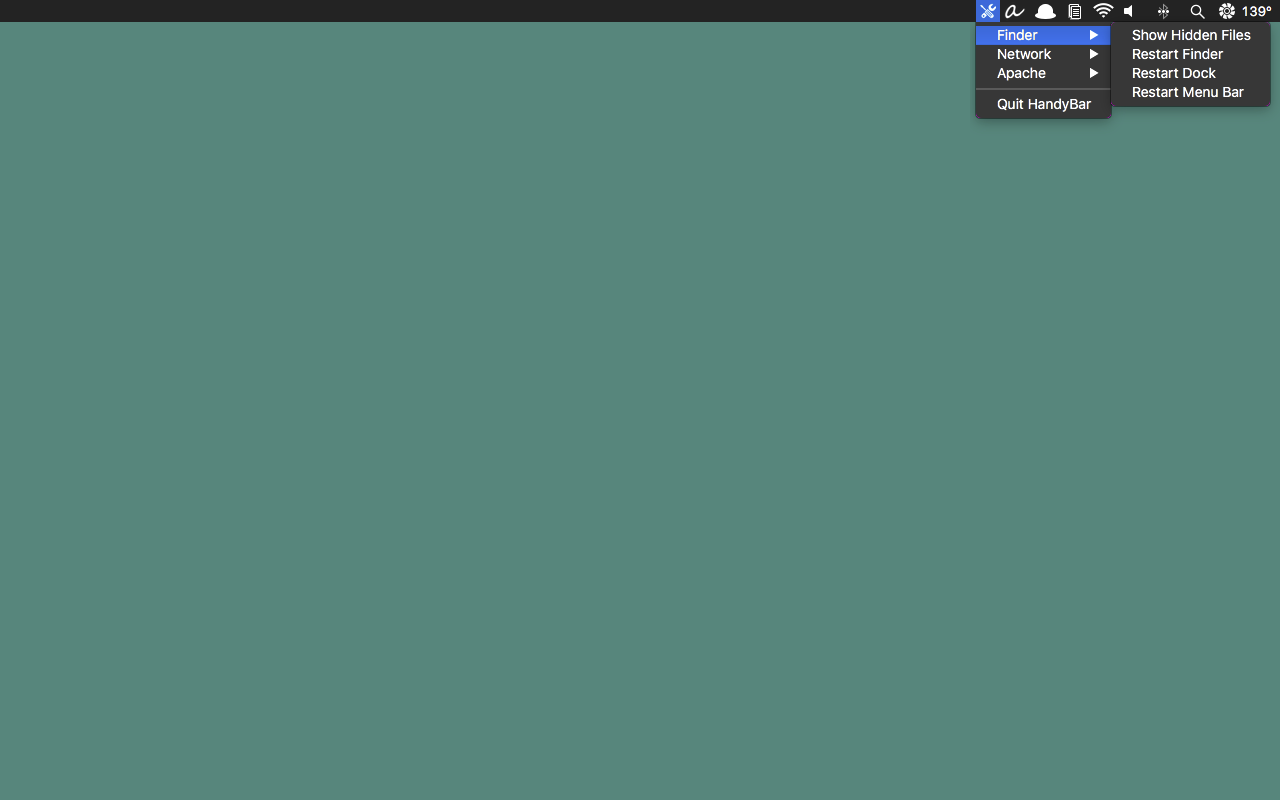 139°
Finder
Network
Apache
Quit HandyBar
Show Hidden Files
Restart Finder
Restart Dock
Restart Menu Bar